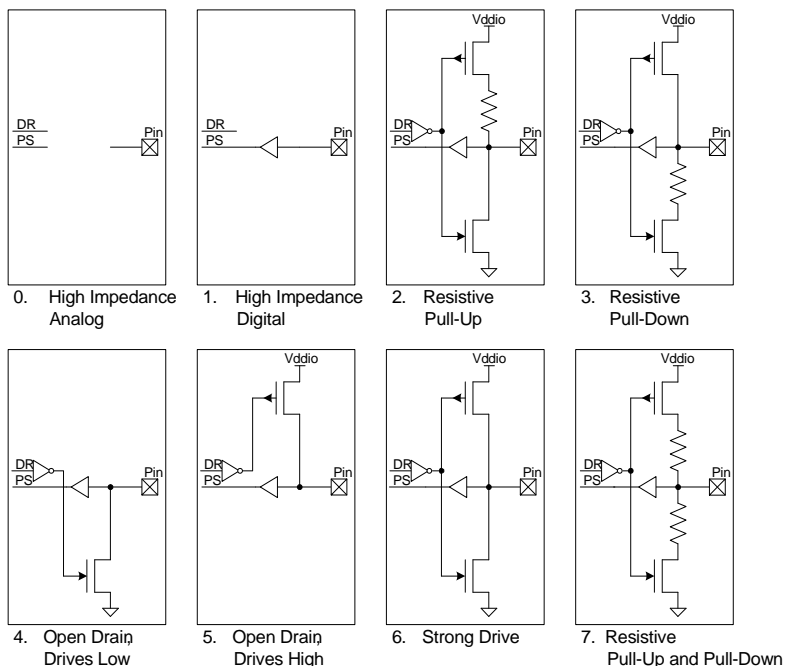 Vddio
Vddio
DR
PS
Pin
DR
PS
Pin
DR
PS
Pin
DR
PS
Pin
0. High Impedance
Analog
1. High Impedance
Digital
2. Resistive
Pull-Up
3. Resistive
Pull-Down
Vddio
Vddio
Vddio
DR
PS
Pin
DR
PS
Pin
DR
PS
Pin
DR
PS
Pin
4. Open Drain,
Drives Low
5. Open Drain,
Drives High
6. Strong Drive
7. Resistive
Pull-Up and Pull-Down